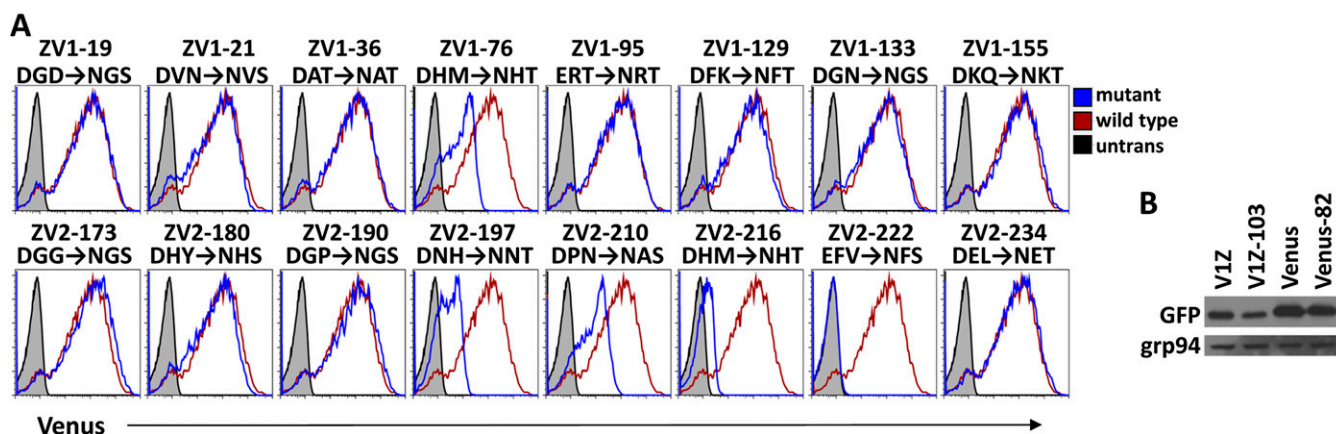 A
ZV1-19 ZV1-21 ZV1-36 ZV1-76 ZV1-95 ZV1-129 ZV1-133 ZV1-155
DGD→NGS DVN→NVS DAT→NAT DHM→NHT ERT→NRT DFK→NFT DGN→NGS DKQ→NKT
mutant
wild type
untrans
ZV2-173 ZV2-180 ZV2-190 ZV2-197 ZV2-210 ZV2-216 ZV2-222 ZV2-234
DGG→NGS DHY→NHS DGP→NGS DNH→NNT DPN→NAS DHM→NHT EFV→NFS DEL→NET
Venus
B
V1Z V1Z-103 Venus Venus-82
GFP
grp94